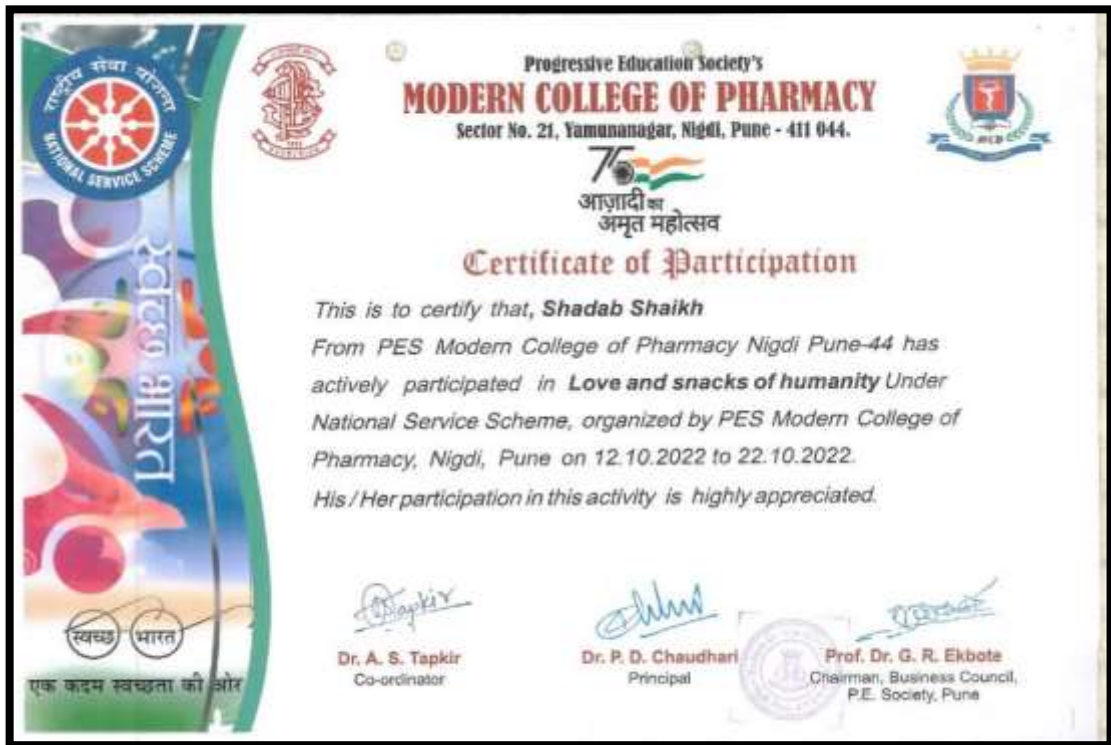 राष्ट्रीय सेवा योजना
NATIONAL SERVICE SCHEME
Progressive Education Society's
MODERN COLLEGE OF PHARMACY
Sector No. 21, Yamunanagar, Nigdi, Pune - 411 044.
75
आज़ादी का
अमृत महोत्सव
Certificate of Participation
This is to certify that, Shadab Shaikh
From PES Modern College of Pharmacy Nigdi Pune-44 has
actively participated in Love and snacks of humanity Under
National Service Scheme, organized by PES Modern College of
Pharmacy, Nigdi, Pune on 12.10.2022 to 22.10.2022.
His / Her participation in this activity is highly appreciated.
स्वच्छ भारत
स्वच्छ भारत
एक कदम स्वच्छता की ओर
Tapkir
Dr. A. S. Tapkir
Co-ordinator
Dr. P. D. Chaudhari
Principal
Prof. Dr. G. R. Ekbote
Chairman, Business Council,
P.E. Society, Pune